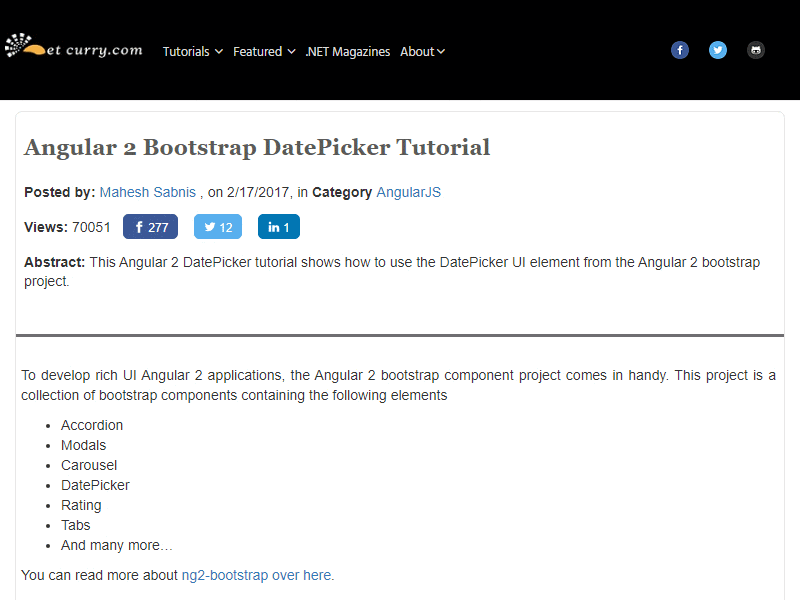 et curry.com
Tutorials Featured .NET Magazines About
Angular 2 Bootstrap DatePicker Tutorial
Posted by: Mahesh Sabnis , on 2/17/2017, in Category AngularJS
Views: 70051 277 12 1
Abstract: This Angular 2 DatePicker tutorial shows how to use the DatePicker UI element from the Angular 2 bootstrap
project.
To develop rich UI Angular 2 applications, the Angular 2 bootstrap component project comes in handy. This project is a
collection of bootstrap components containing the following elements
• Accordion
• Modals
• Carousel
• DatePicker
• Rating
• Tabs
• And many more…
You can read more about ng2-bootstrap over here.